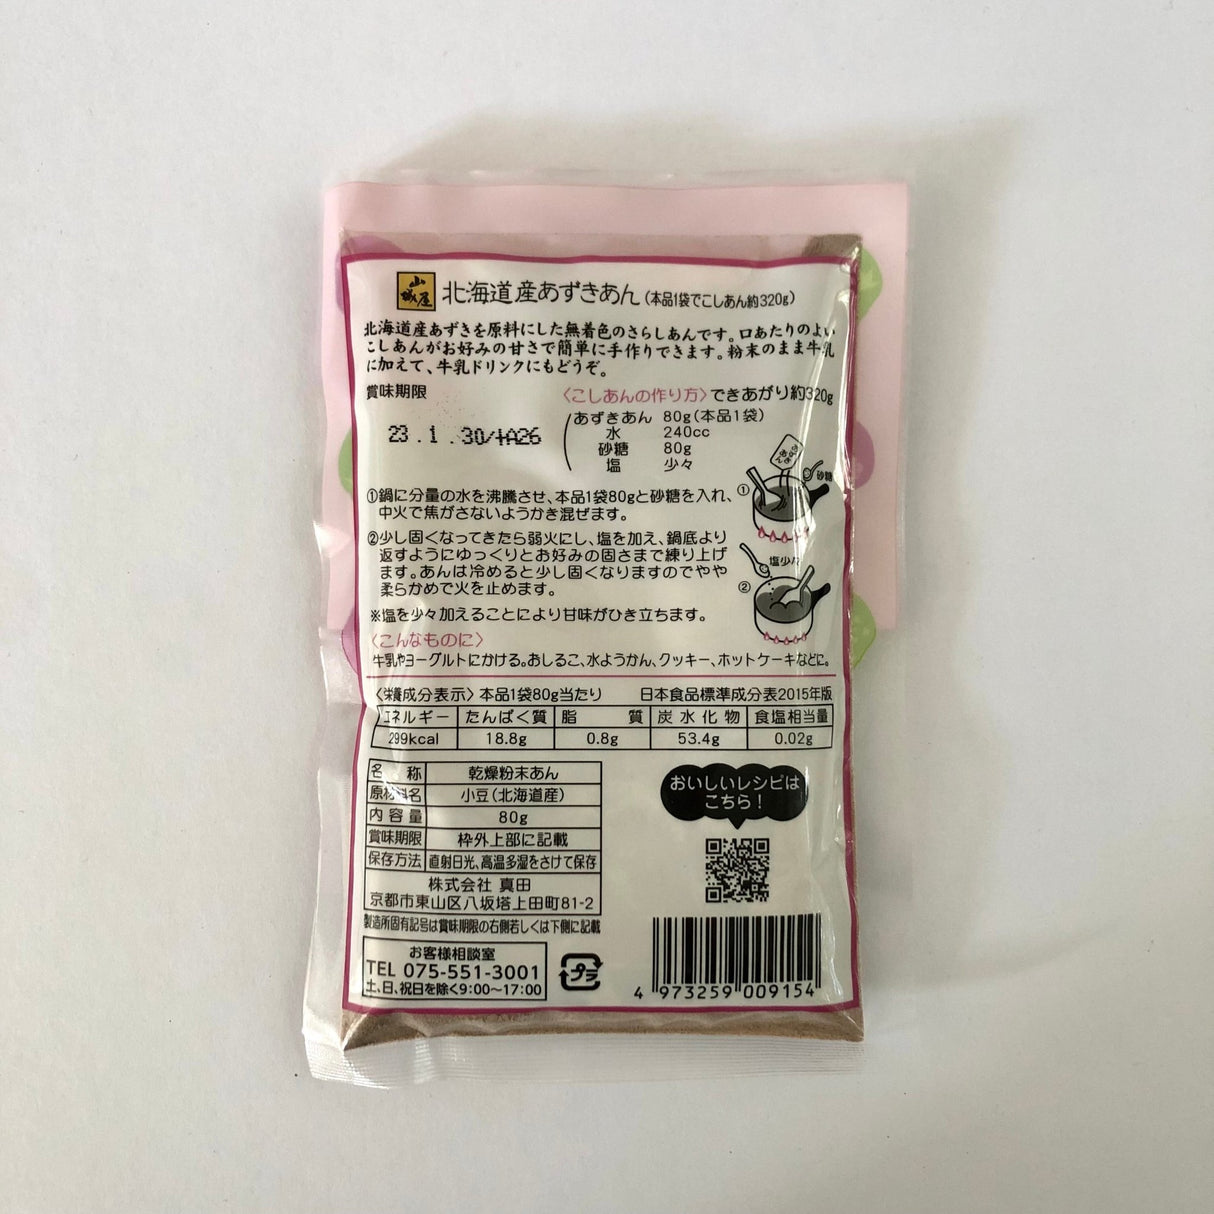 山城屋
北海道産あずきあん(本品1袋でこしあん約320g)
北海道産あずきを原料にした無着色のさらしあんです。口あたりのよい
こしあんがお好みの甘さで簡単に手作りできます。粉末のまま牛乳
に加えて、牛乳ドリンクにもどうぞ。
賞味期限
23.1.30/+A26
〈こしあんの作り方〉できあがり約320g
あずきあん 80g(本品1袋)
水 240cc
砂糖 80g
塩 少々
①鍋に分量の水を沸騰させ、本品1袋80gと砂糖を入れ、
中火で焦がさないようかき混ぜます。
②少し固くなってきたら弱火にし、塩を加え、鍋底より
返すようにゆっくりとお好みの固さまで練り上げ
ます。あんは冷めると少し固くなりますのでやや
柔らかめで火を止めます。
※塩を少々加えることにより甘味がひき立ちます。
① あずきあん 砂糖
② 塩少々
〈こんなものに〉
牛乳やヨーグルトにかける。おしるこ、水ようかん、クッキー、ホットケーキなどに。
〈栄養成分表示〉本品1袋80g当たり 日本食品標準成分表2015年版
エネルギー たんぱく質 脂質 炭水化物 食塩相当量
299kcal 18.8g 0.8g 53.4g 0.02g
名称 乾燥粉末あん
原材料名 小豆(北海道産)
内容量 80g
賞味期限 枠外上部に記載
保存方法 直射日光、高温多湿をさけて保存
株式会社 真田
京都市東山区八坂塔上田町81-2
製造所固有記号は賞味期限の右側若しくは下側に記載
お客様相談室
TEL 075-551-3001
土、日、祝日を除く9:00～17:00
プラ
おいしいレシピは
こちら!
4 973259 009154